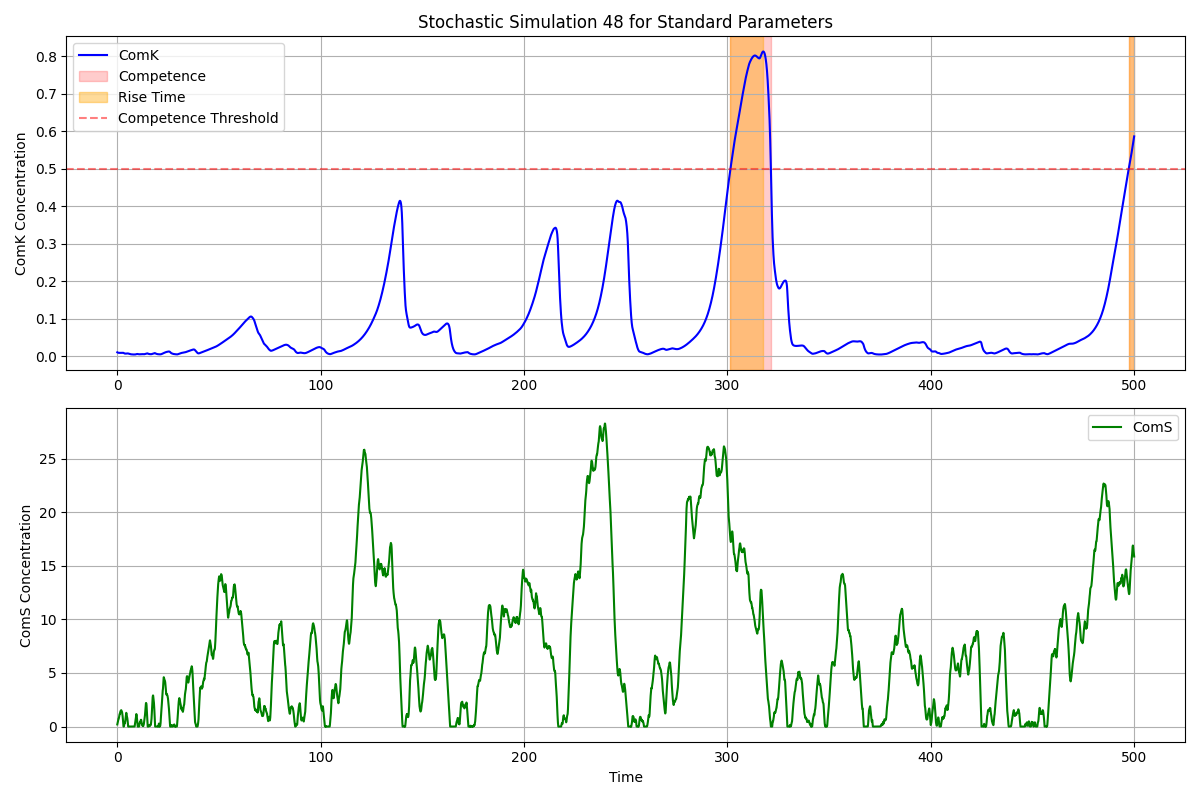 Stochastic Simulation 48 for Standard Parameters
ComK Concentration
0.8
0.7
0.6
0.5
0.4
0.3
0.2
0.1
0.0
ComK
Competence
Rise Time
Competence Threshold
0 100 200 300 400 500
ComS Concentration
25
20
15
10
5
0
ComS
0 100 200 300 400 500
Time